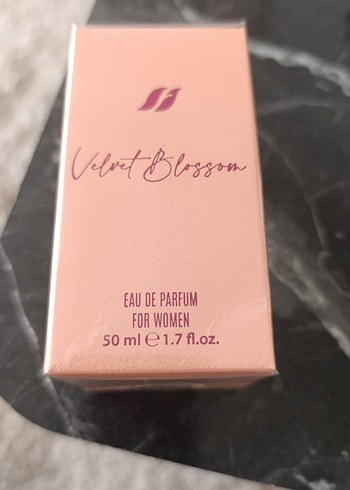 Velvet Blossom
EAU DE PARFUM
FOR WOMEN
50 ml ℮ 1.7 fl.oz.